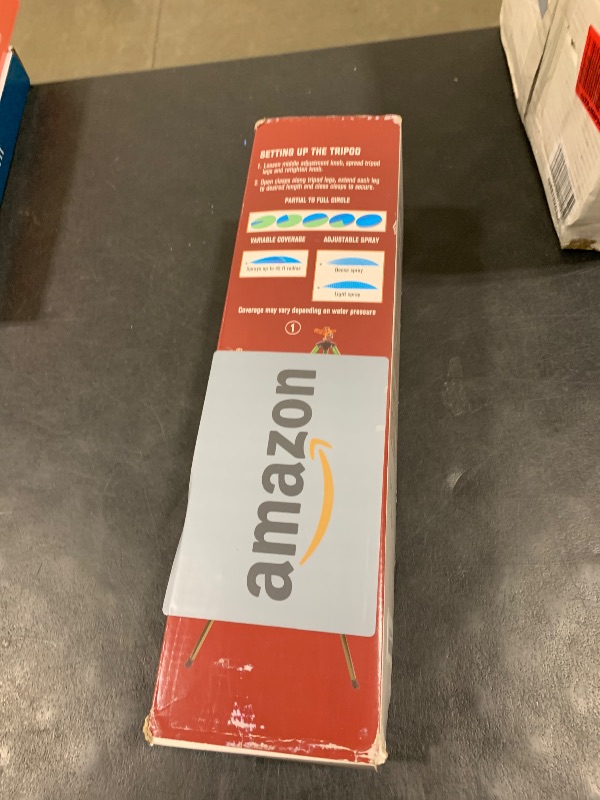 SETTING UP THE TRIPOD
1. Loosen middle adjustment knob, spread tripod
legs and retighten knob.
2. Open clasps along tripod legs, extend each leg
to desired length and close clasps to secure.
PARTIAL TO FULL CIRCLE
VARIABLE COVERAGE
ADJUSTABLE SPRAY
Dense spray
Light spray
Coverage may vary depending on water pressure
1
amazon